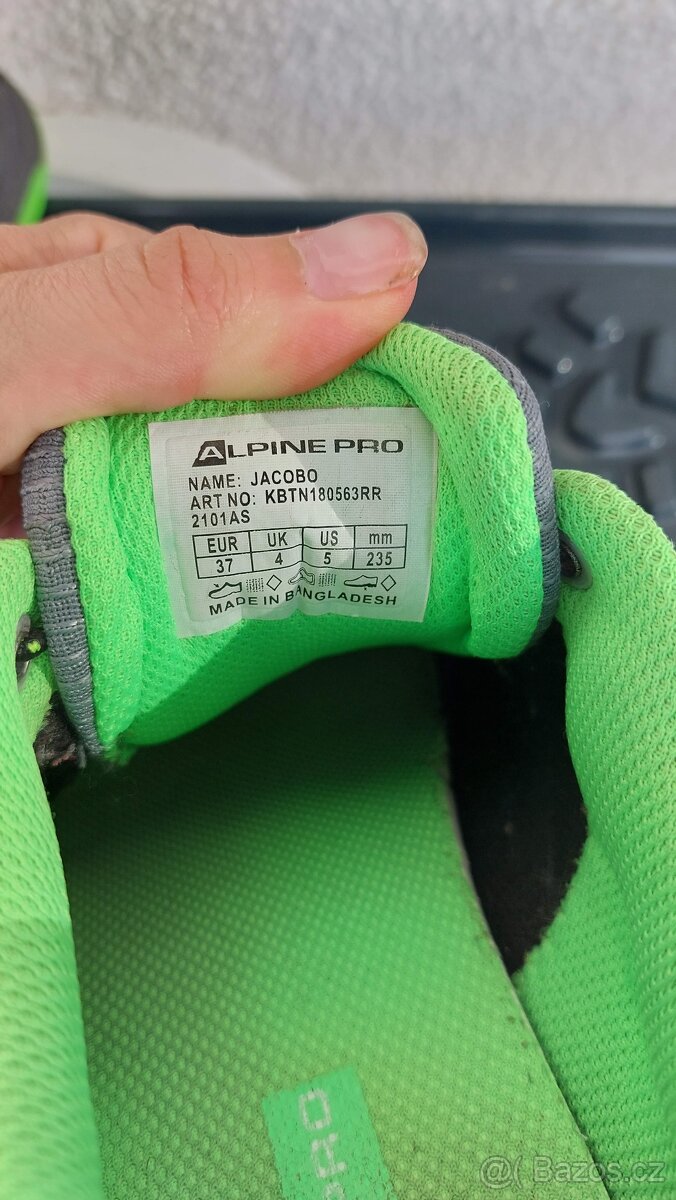 ALPINE PRO
NAME: JACOBO
ART NO: KBTN180563RR
2101AS
EUR UK US mm
37 4 5 235
MADE IN BANGLADESH
PRO
@( Bazos.cz